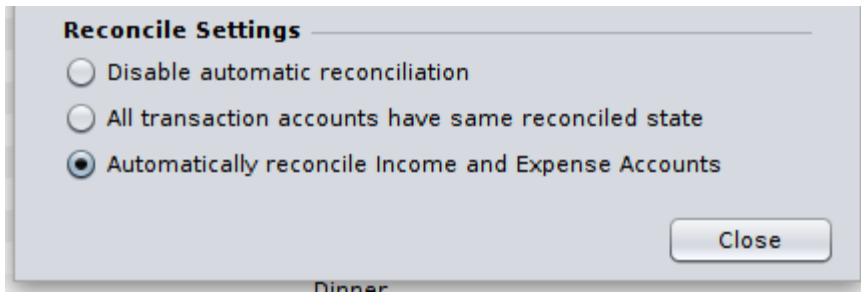 Reconcile Settings
Disable automatic reconciliation
All transaction accounts have same reconciled state
Automatically reconcile Income and Expense Accounts
Close
Dinner